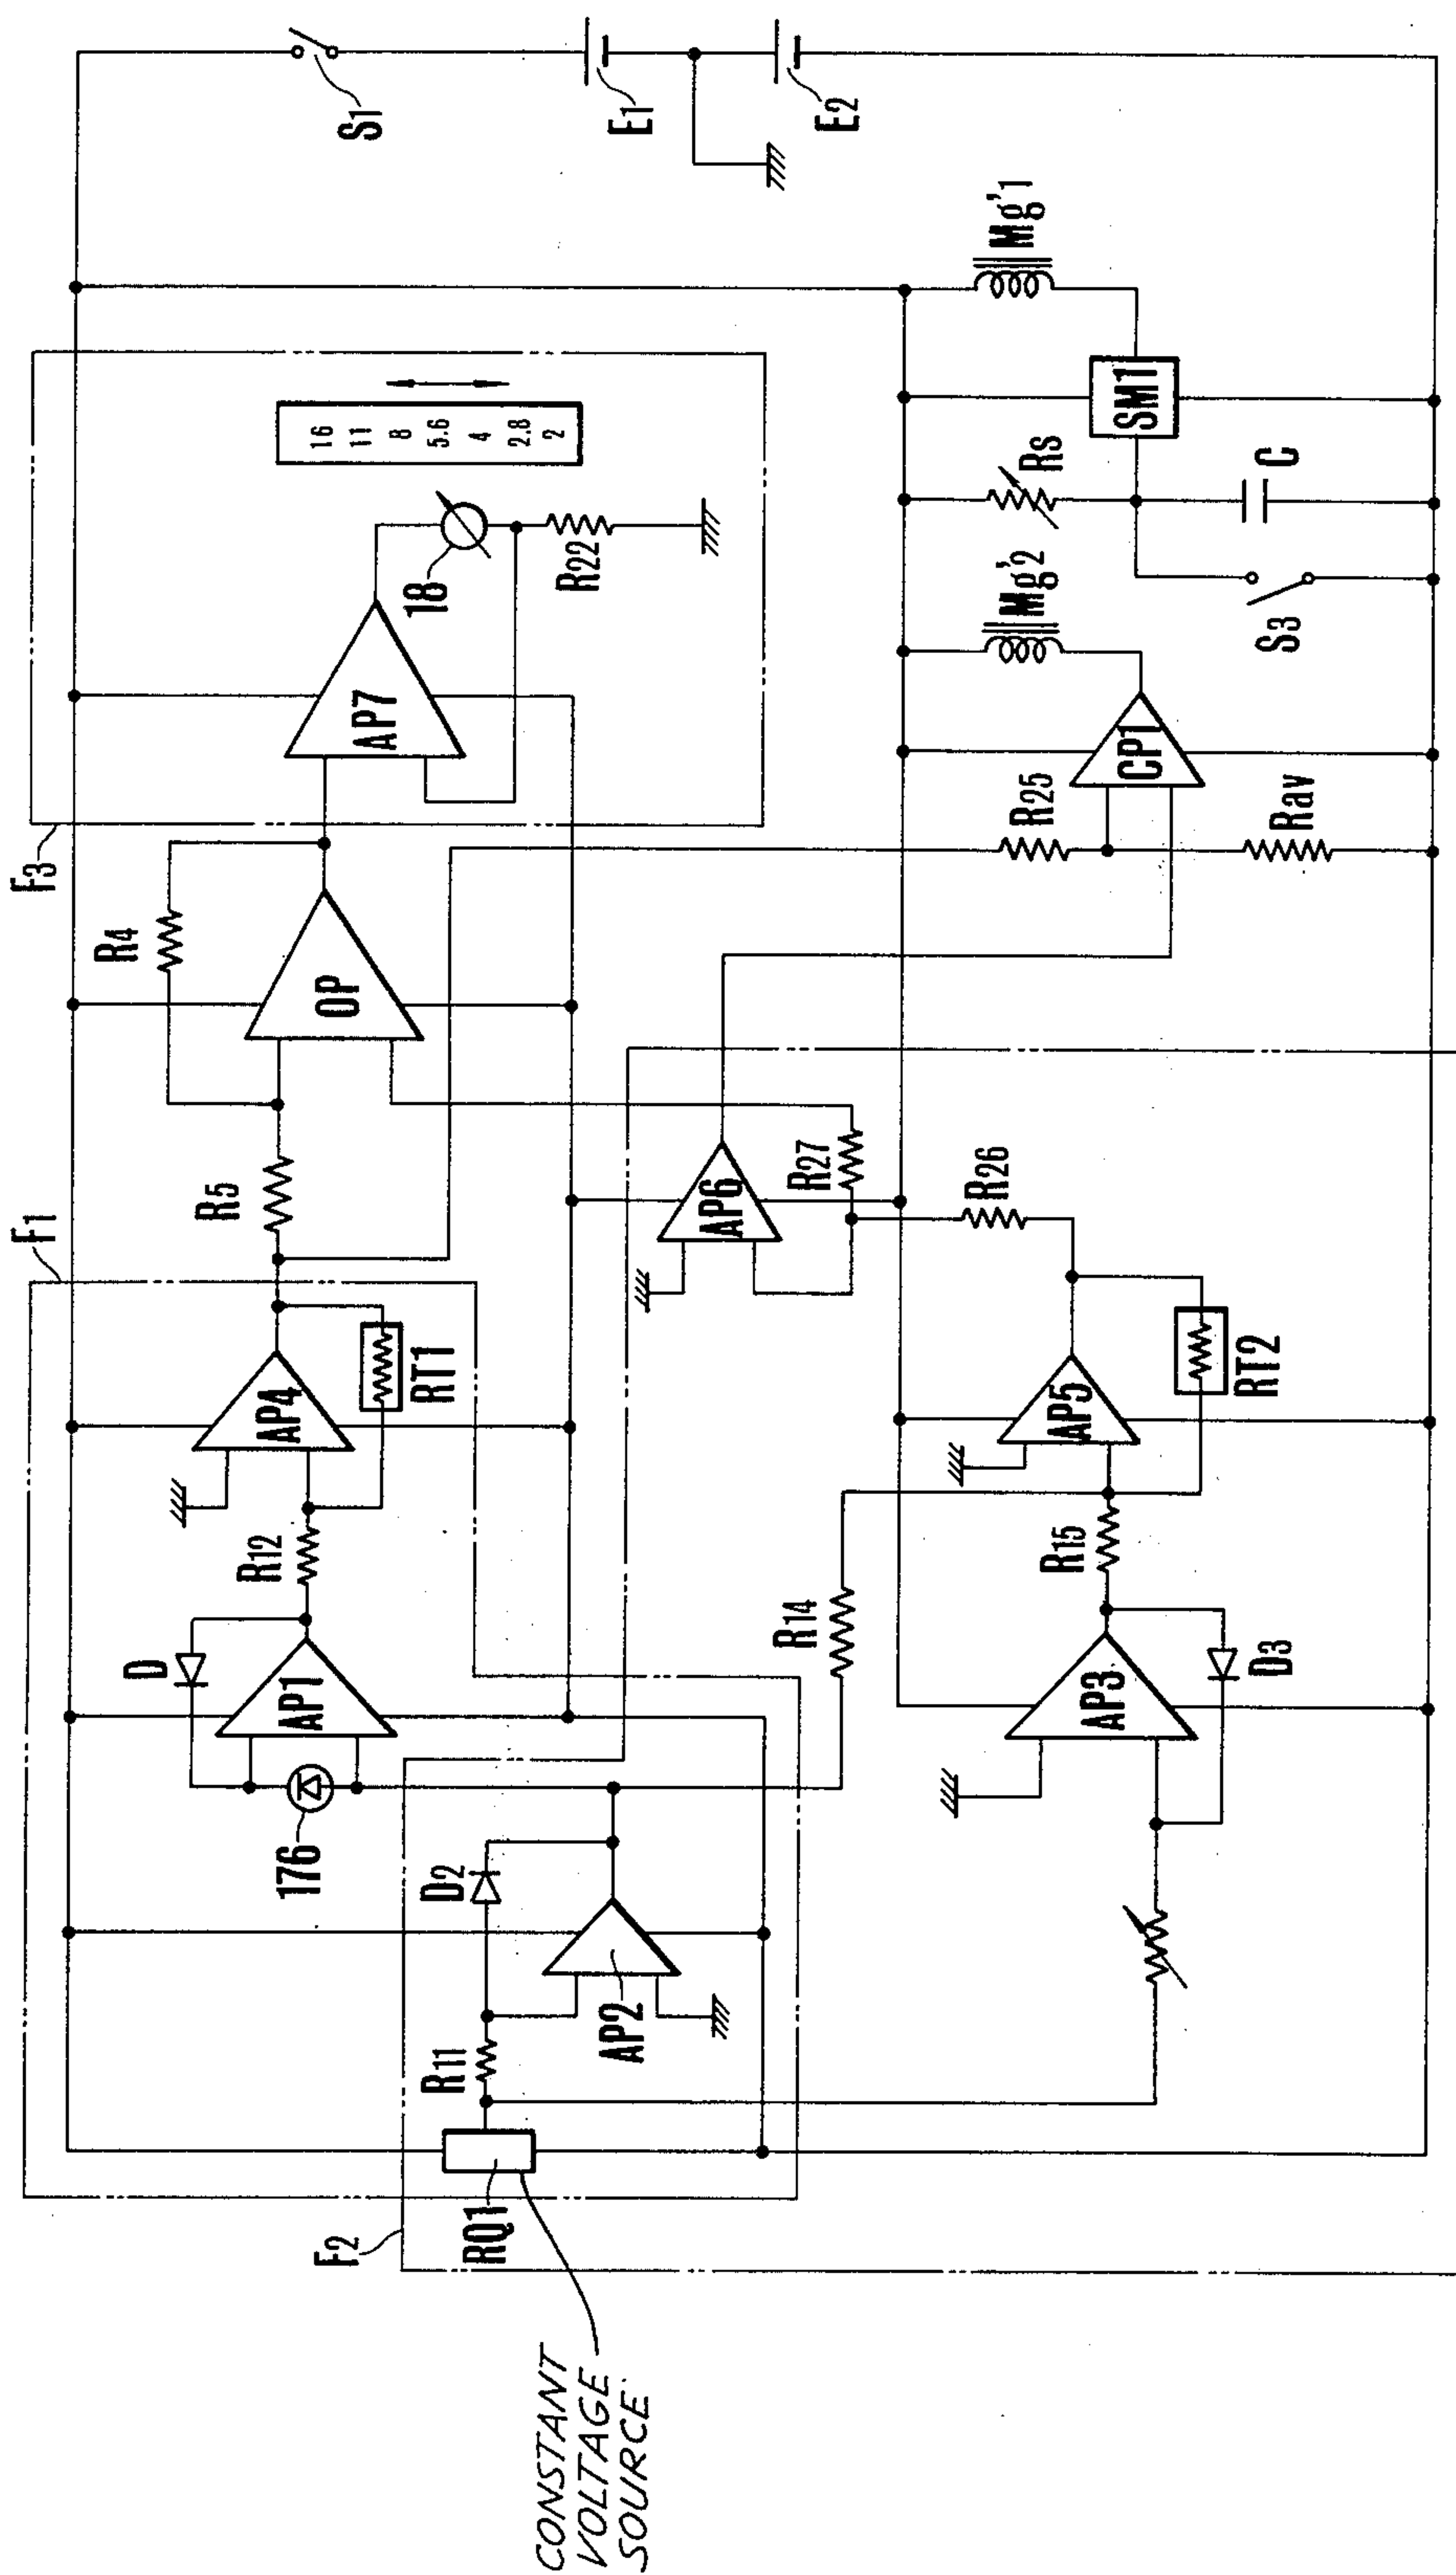 F1
F3
S1
E1
E2
D
AP1
R12
AP4
RT1
R5
R4
OP
AP7
18
R22
16
11
8
5.6
4
2.8
2
176
D2
R11
AP2
RQ1
F2
CONSTANT
VOLTAGE
SOURCE
R14
AP6
R27
R26
R25
Rav
CP1
Mg'2
S3
Rs
C
SM1
Mg'1
AP3
D3
R15
AP5
RT2